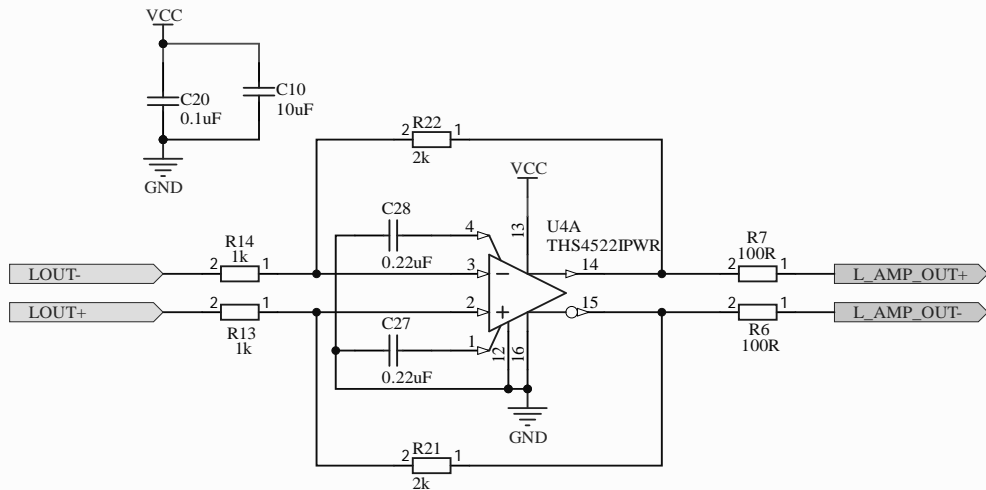 VCC
C20
0.1uF
C10
10uF
GND
R22
2
1
2k
VCC
C28
0.22uF
4
13
U4A
THS4522IPWR
R14
1k
2
1
3
14
R7
100R
2
1
LOUT-
L_AMP_OUT+
LOUT+
2
1
R13
1k
2
15
2
1
R6
100R
L_AMP_OUT-
C27
0.22uF
1
12
16
GND
R21
2
1
2k